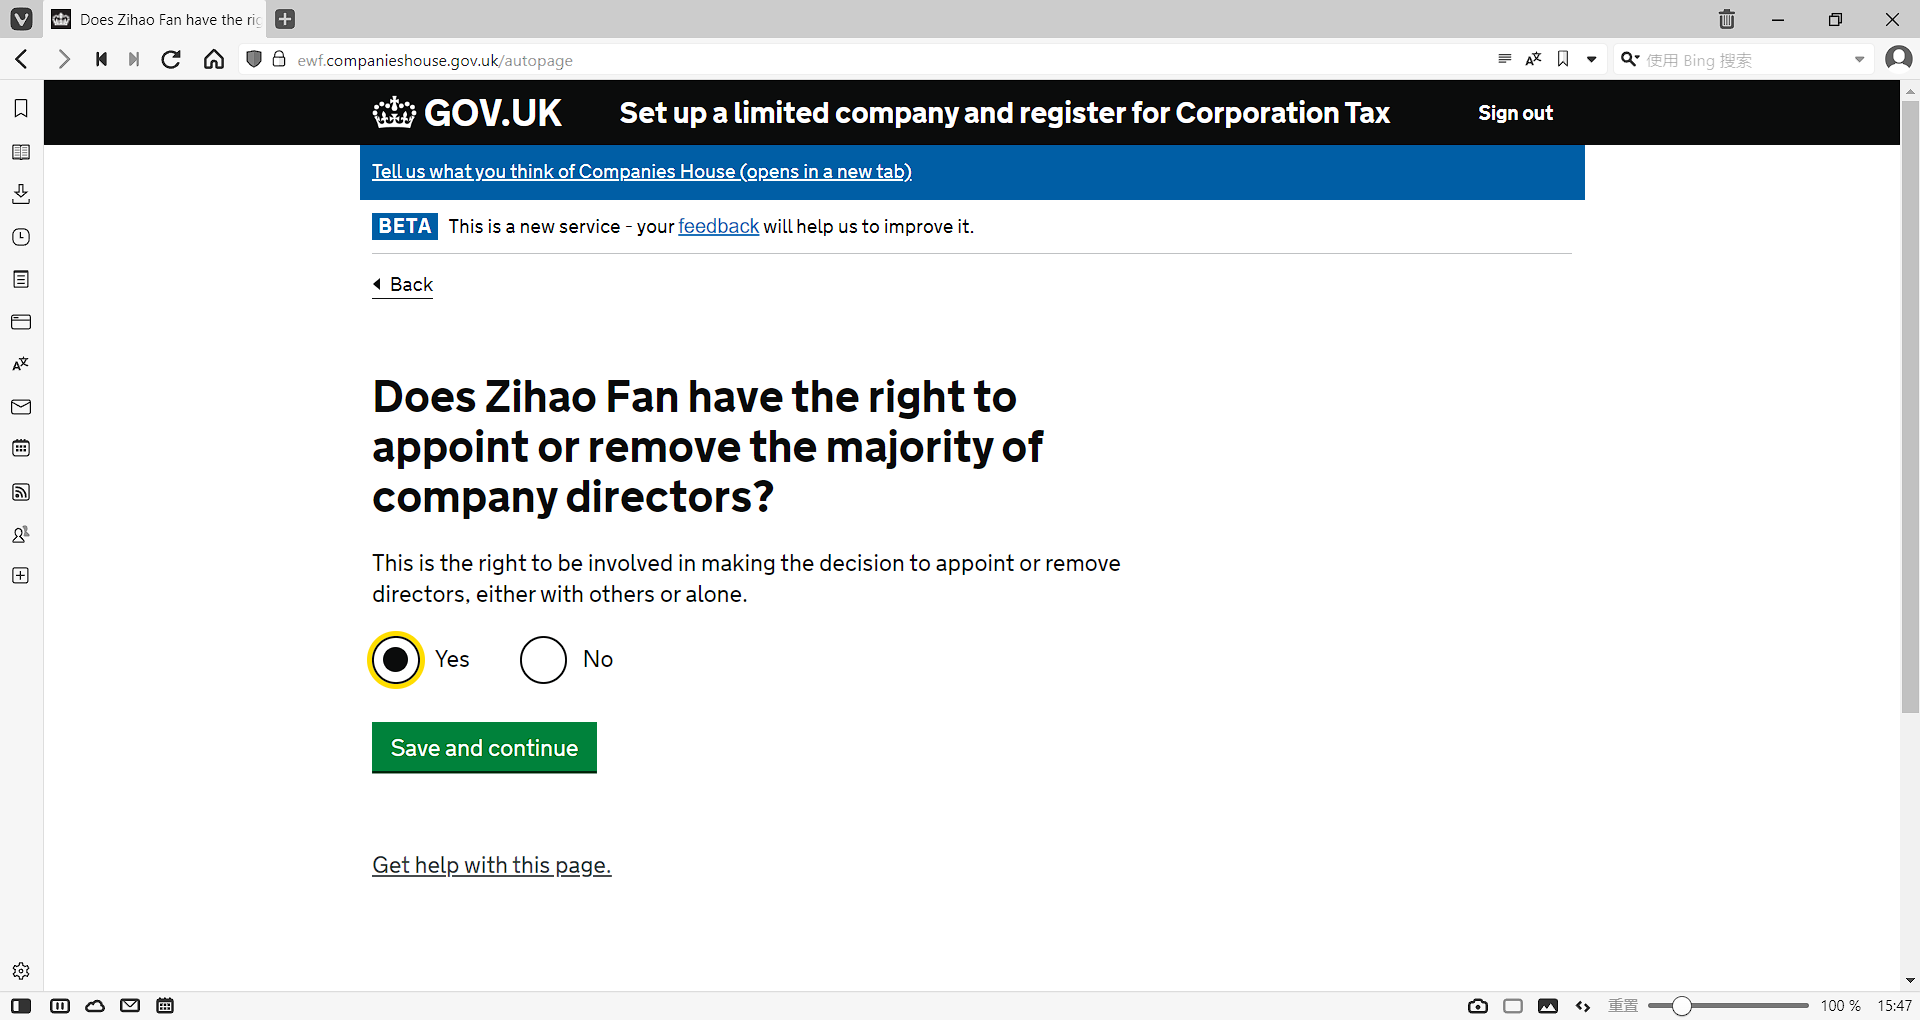 Does Zihao Fan have the rig
ewf.companieshouse.gov.uk/autopage
使用 Bing 搜索
GOV.UK
Set up a limited company and register for Corporation Tax
Sign out
Tell us what you think of Companies House (opens in a new tab)
BETA This is a new service - your feedback will help us to improve it.
Back
Does Zihao Fan have the right to
appoint or remove the majority of
company directors?
This is the right to be involved in making the decision to appoint or remove
directors, either with others or alone.
Yes
No
Save and continue
Get help with this page.
重置
100 %
15:47